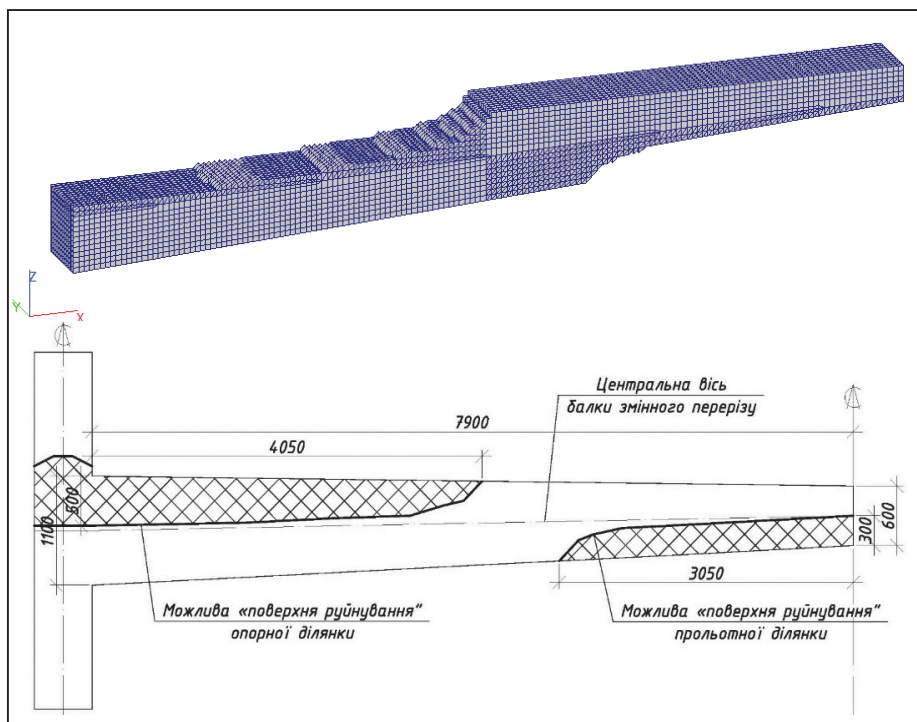 Z
Y
X
Центральна вісь
балки змінного перерізу
7900
4050
1100
600
300
3050
Можлива «поверхня руйнування“
опорної ділянки
Можлива «поверхня руйнування“
прольотної ділянки